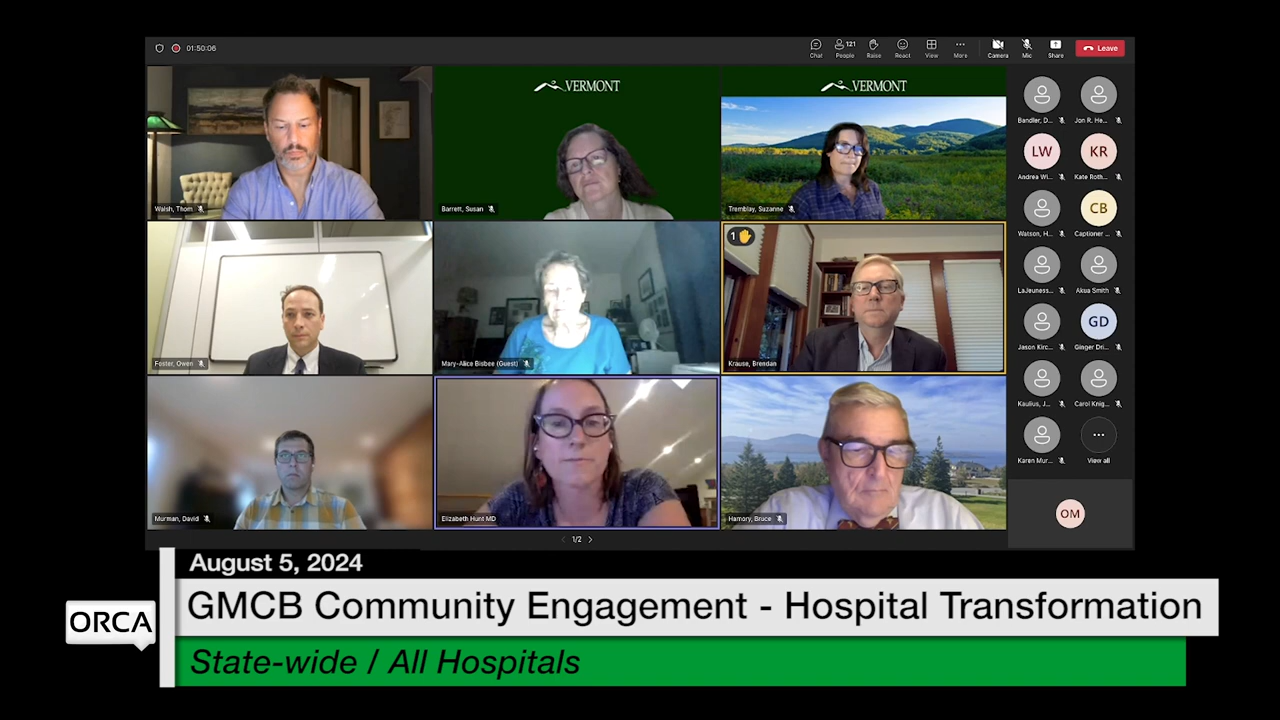 01:50:06
Chat
121
People
Raise
React
View
More
Camera
Mic
Share
Leave
VERMONT
VERMONT
Walsh, Thom
Barrett, Susan
Tremblay, Suzanne
Foster, Owen
Mary-Alice Bisbee (Guest)
1
Krause, Brendan
Murman, David
Elizabeth Hunt MD
Hamory, Bruce
Bandler, D...
Jon R. He...
LW
KR
Andrea Wi...
Kate Roth...
CB
Watson, H...
Captioner ...
LaJeuness...
Akua Smith
GD
Jason Kirc...
Ginger Dri...
Kaulius, J...
Carol Knig...
Karen Mur...
View all
OM
1/2
August 5, 2024
GMCB Community Engagement - Hospital Transformation
ORCA
State-wide / All Hospitals